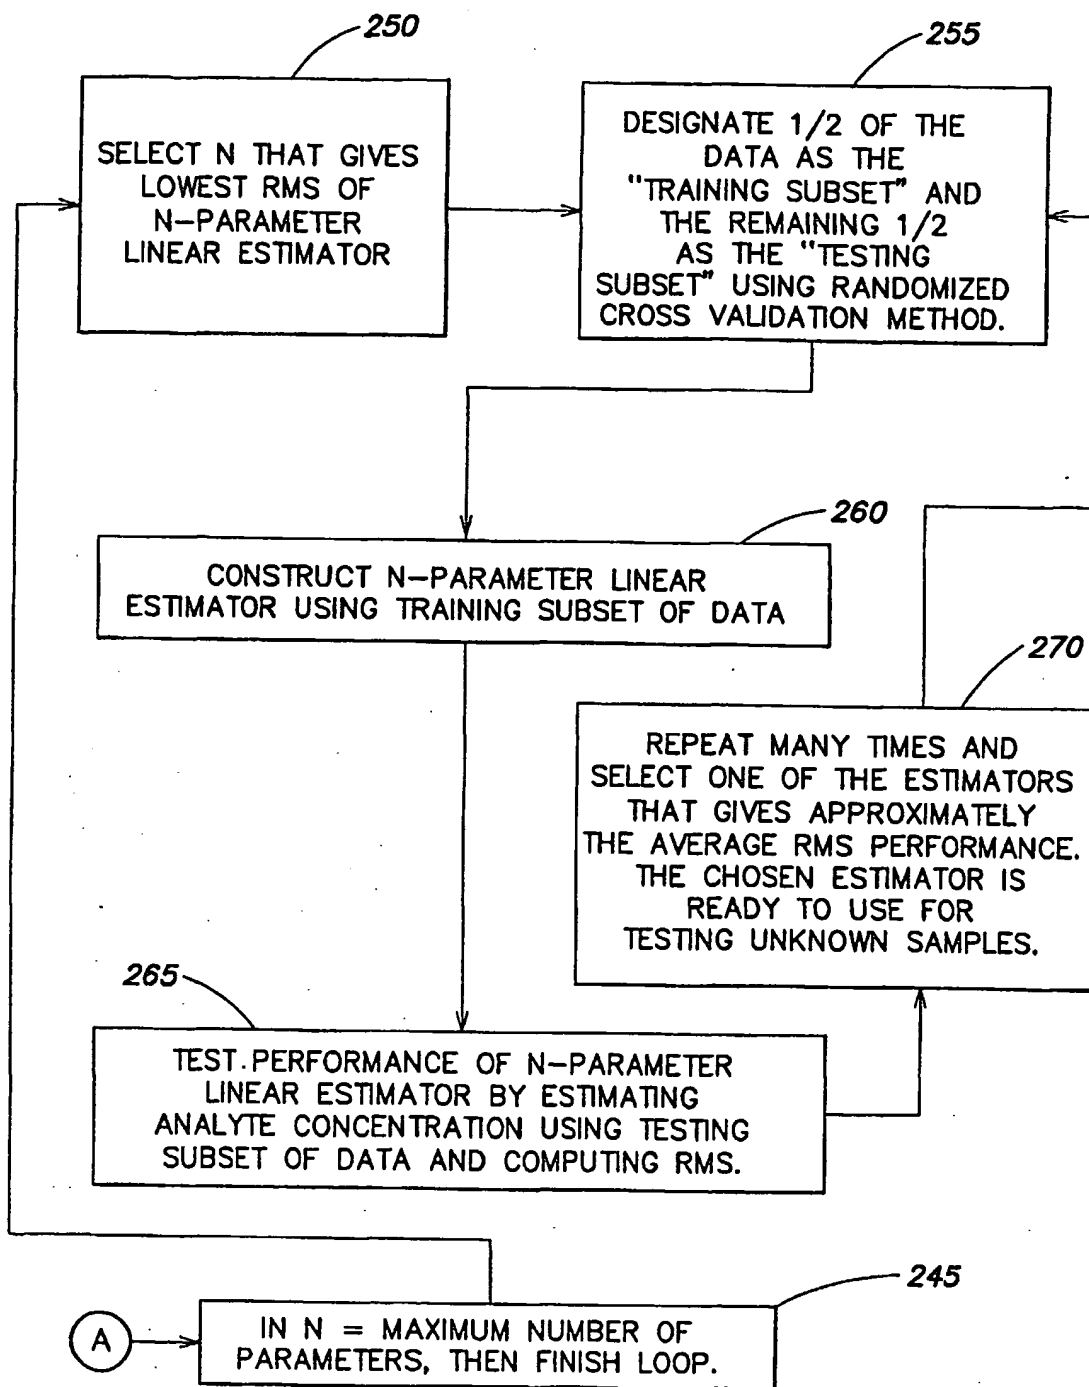 250
SELECT N THAT GIVES
LOWEST RMS OF
N-PARAMETER
LINEAR ESTIMATOR
255
DESIGNATE 1/2 OF THE
DATA AS THE
"TRAINING SUBSET" AND
THE REMAINING 1/2
AS THE "TESTING
SUBSET" USING RANDOMIZED
CROSS VALIDATION METHOD.
260
CONSTRUCT N-PARAMETER LINEAR
ESTIMATOR USING TRAINING SUBSET OF DATA
270
REPEAT MANY TIMES AND
SELECT ONE OF THE ESTIMATORS
THAT GIVES APPROXIMATELY
THE AVERAGE RMS PERFORMANCE.
THE CHOSEN ESTIMATOR IS
READY TO USE FOR
TESTING UNKNOWN SAMPLES.
265
TEST PERFORMANCE OF N-PARAMETER
LINEAR ESTIMATOR BY ESTIMATING
ANALYTE CONCENTRATION USING TESTING
SUBSET OF DATA AND COMPUTING RMS.
245
A
IN N = MAXIMUM NUMBER OF
PARAMETERS, THEN FINISH LOOP.